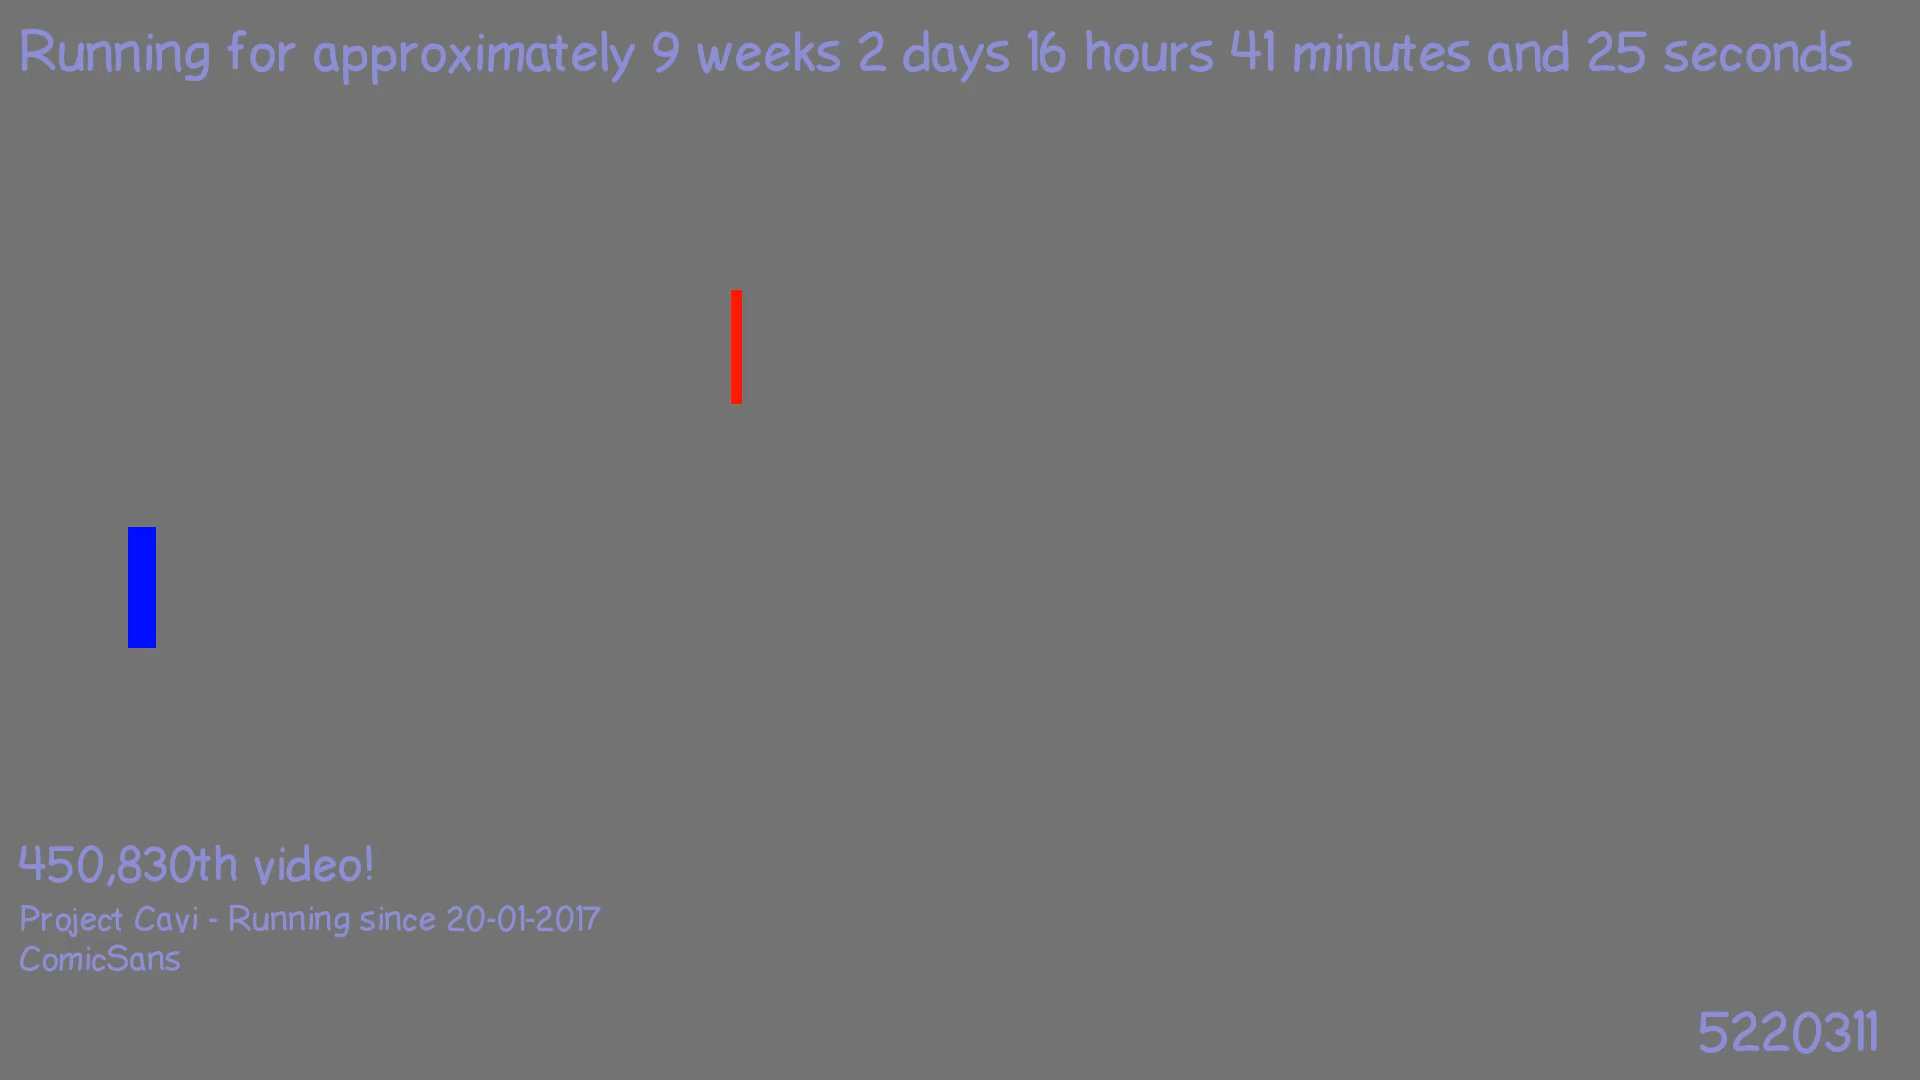 Running for approximately 9 weeks 2 days 16 hours 41 minutes and 25 seconds
450,830th video!
Project Cavi - Running since 20-01-2017
ComicSans
5220311